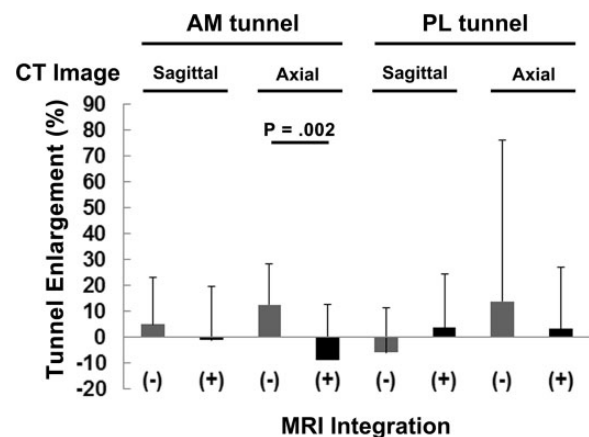 AM tunnel PL tunnel
CT Image Sagittal Axial Sagittal Axial
Tunnel Enlargement (%)
90
80
70
60
50
40
30
20
10
0
-10
-20
P = .002
(-) (+) (-) (+) (-) (+) (-) (+)
MRI Integration